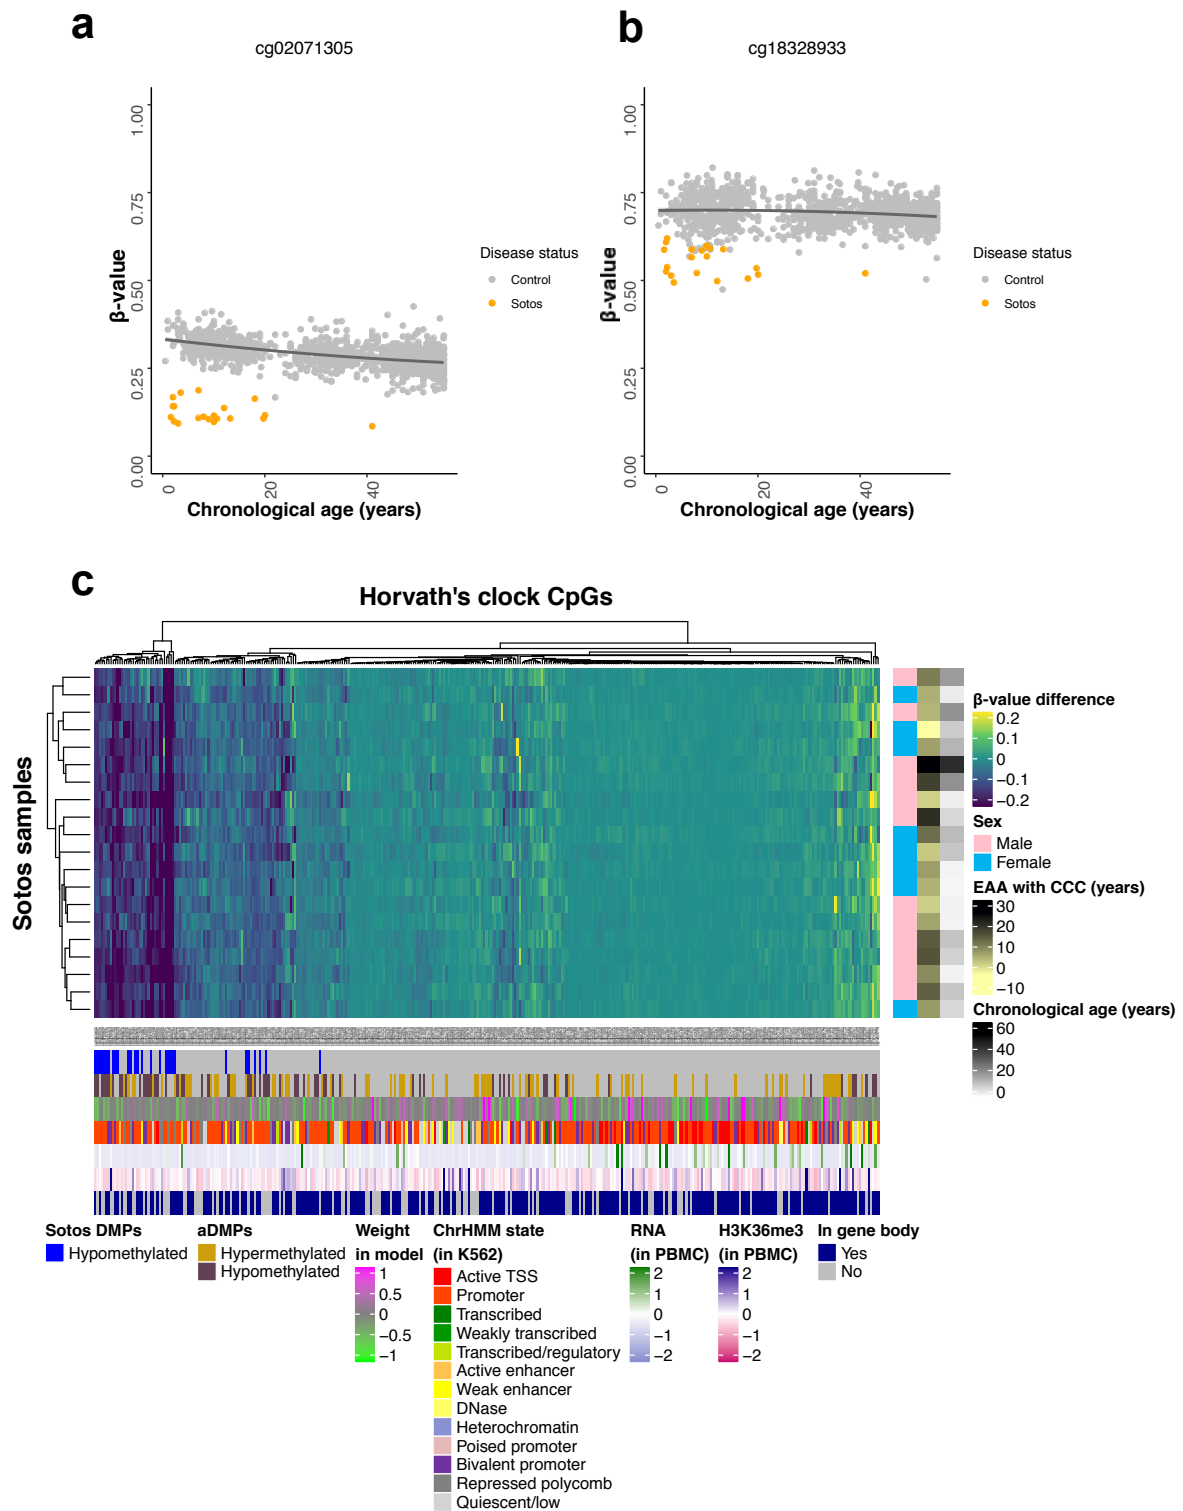 a
b
cg02071305
cg18328933
1.00
0.75
0.50
0.25
0.00
β-value
0
20
40
Chronological age (years)
Disease status
Control
Sotos
1.00
0.75
0.50
0.25
0.00
β-value
0
20
40
Chronological age (years)
Disease status
Control
Sotos
c
Horvath's clock CpGs
Sotos samples
β-value difference
0.2
0.1
0
−0.1
−0.2
Sex
Male
Female
EAA with CCC (years)
30
20
10
0
−10
Chronological age (years)
60
40
20
0
Sotos DMPs
Hypomethylated
aDMPs
Hypermethylated
Hypomethylated
Weight
in model
1
0.5
0
−0.5
−1
ChrHMM state
(in K562)
Active TSS
Promoter
Transcribed
Weakly transcribed
Transcribed/regulatory
Active enhancer
Weak enhancer
DNase
Heterochromatin
Poised promoter
Bivalent promoter
Repressed polycomb
Quiescent/low
RNA
(in PBMC)
2
1
0
−1
−2
H3K36me3
(in PBMC)
2
1
0
−1
−2
In gene body
Yes
No